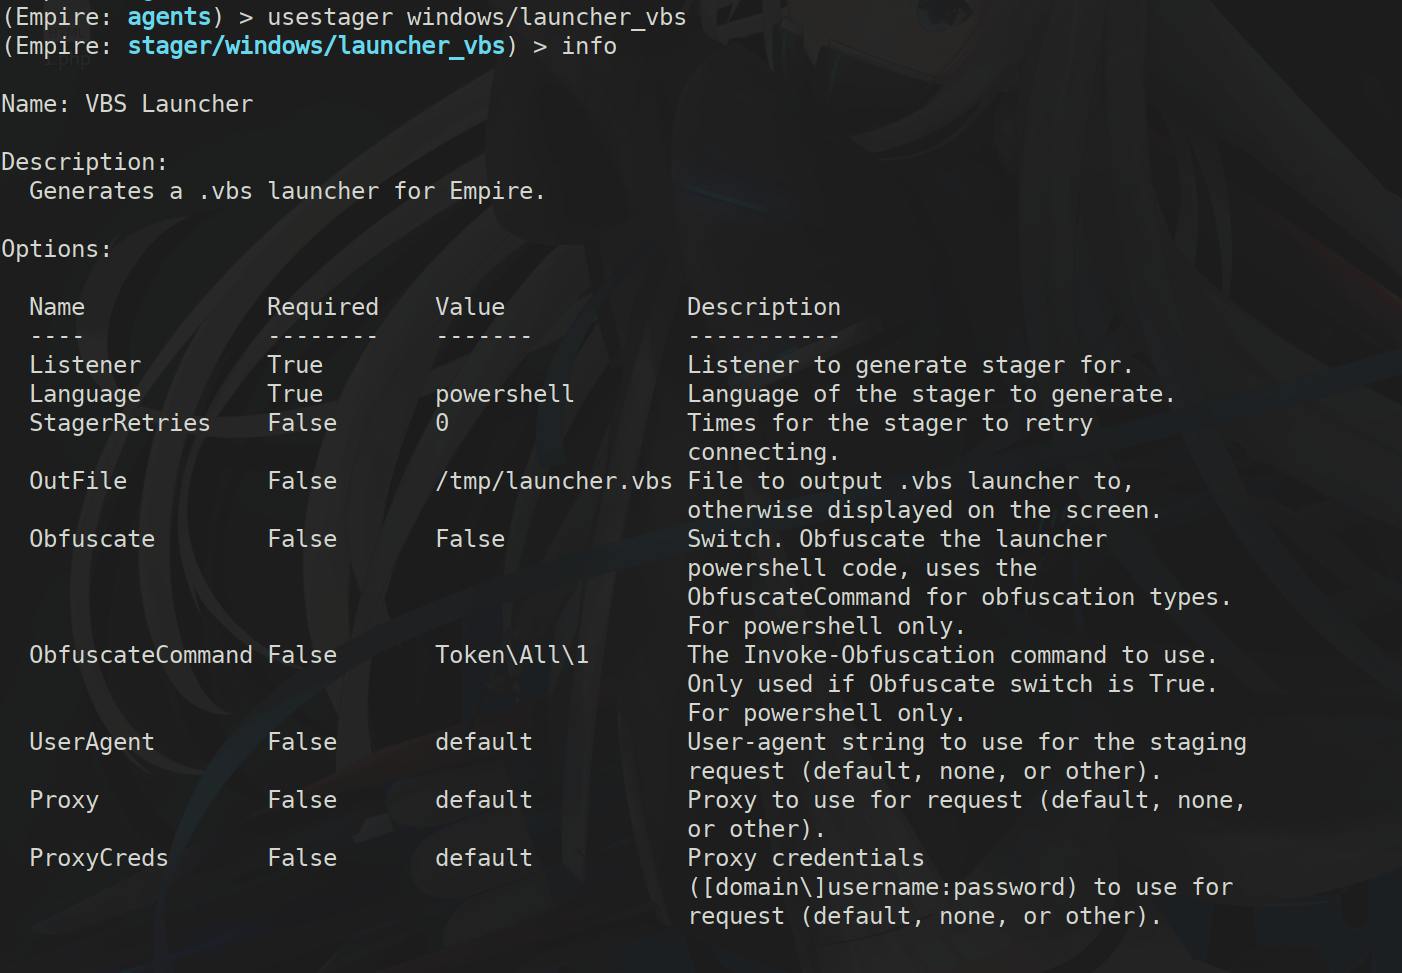 (Empire: agents) > usestager windows/launcher_vbs
(Empire: stager/windows/launcher_vbs) > info
Name: VBS Launcher
Description:
  Generates a .vbs launcher for Empire.
Options:
  Name             Required    Value             Description
  ----             --------    -------           -----------
  Listener         True                          Listener to generate stager for.
  Language         True        powershell        Language of the stager to generate.
  StagerRetries    False       0                 Times for the stager to retry
                                                 connecting.
  OutFile          False       /tmp/launcher.vbs File to output .vbs launcher to,
                                                 otherwise displayed on the screen.
  Obfuscate        False       False             Switch. Obfuscate the launcher
                                                 powershell code, uses the
                                                 ObfuscateCommand for obfuscation types.
                                                 For powershell only.
  ObfuscateCommand False       Token\All\1       The Invoke-Obfuscation command to use.
                                                 Only used if Obfuscate switch is True.
                                                 For powershell only.
  UserAgent        False       default           User-agent string to use for the staging
                                                 request (default, none, or other).
  Proxy            False       default           Proxy to use for request (default, none,
                                                 or other).
  ProxyCreds       False       default           Proxy credentials
                                                 ([domain\]username:password) to use for
                                                 request (default, none, or other).